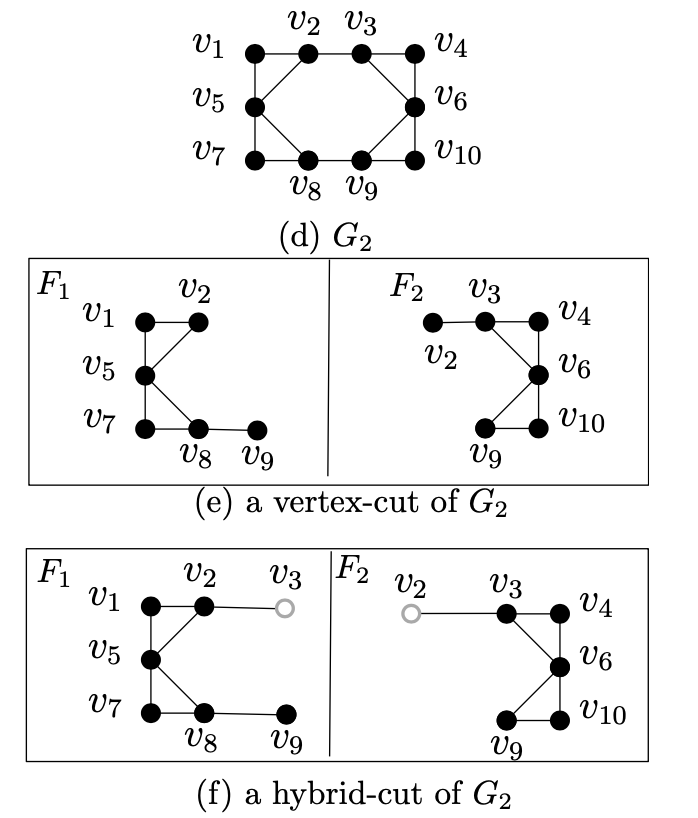 v2 v3
v1 v4
v5 v6
v7 v10
v8 v9
(d) G2
F1 v2 F2 v3
v1 v4
v2
v5 v6
v7 v10
v8 v9 v9
(e) a vertex-cut of G2
F1 v2 v3 F2 v2 v3
v1 v4
v5 v6
v7 v10
v8 v9 v9
(f) a hybrid-cut of G2